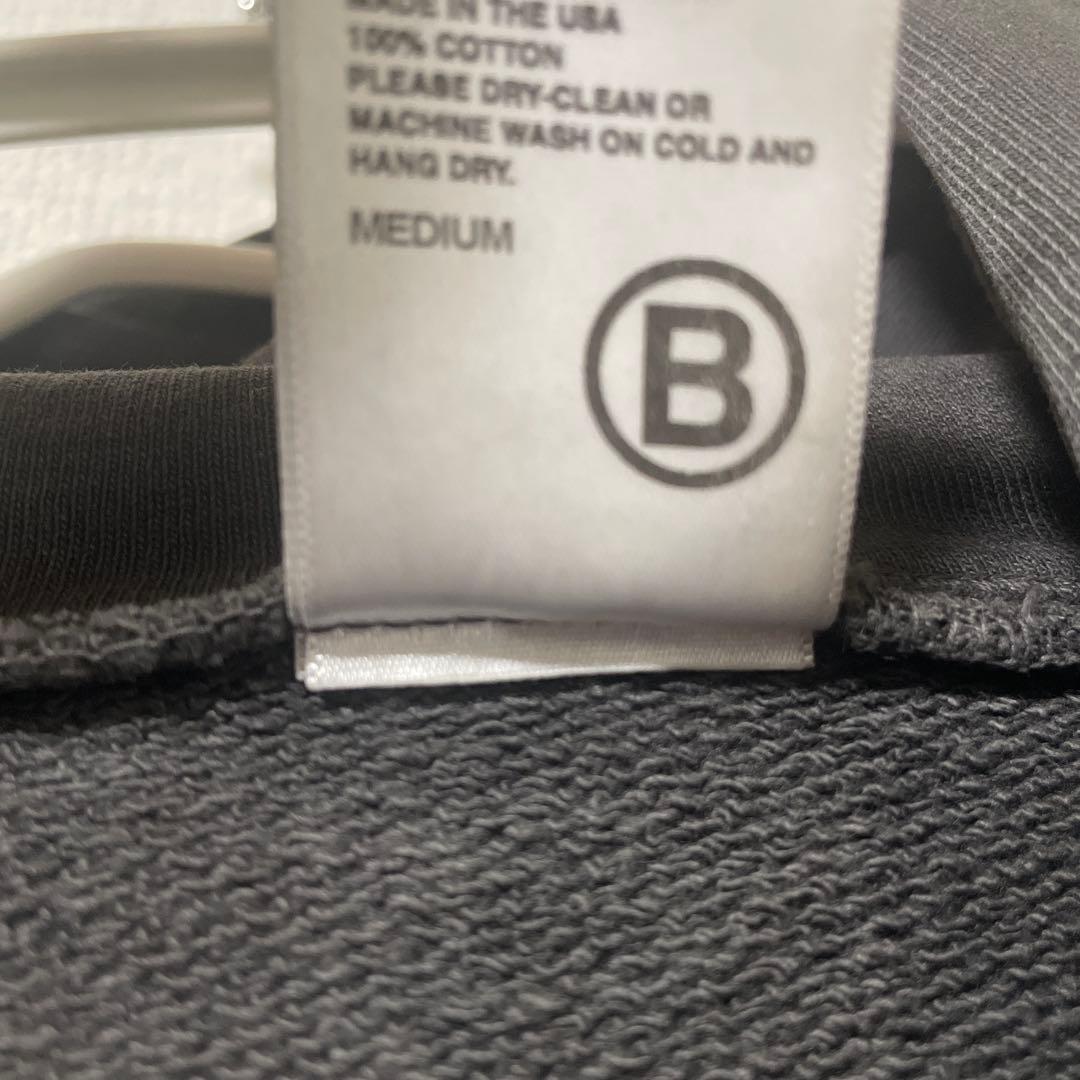 MADE IN THE USA
100% COTTON
PLEASE DRY-CLEAN OR
MACHINE WASH ON COLD AND
HANG DRY.
MEDIUM
B